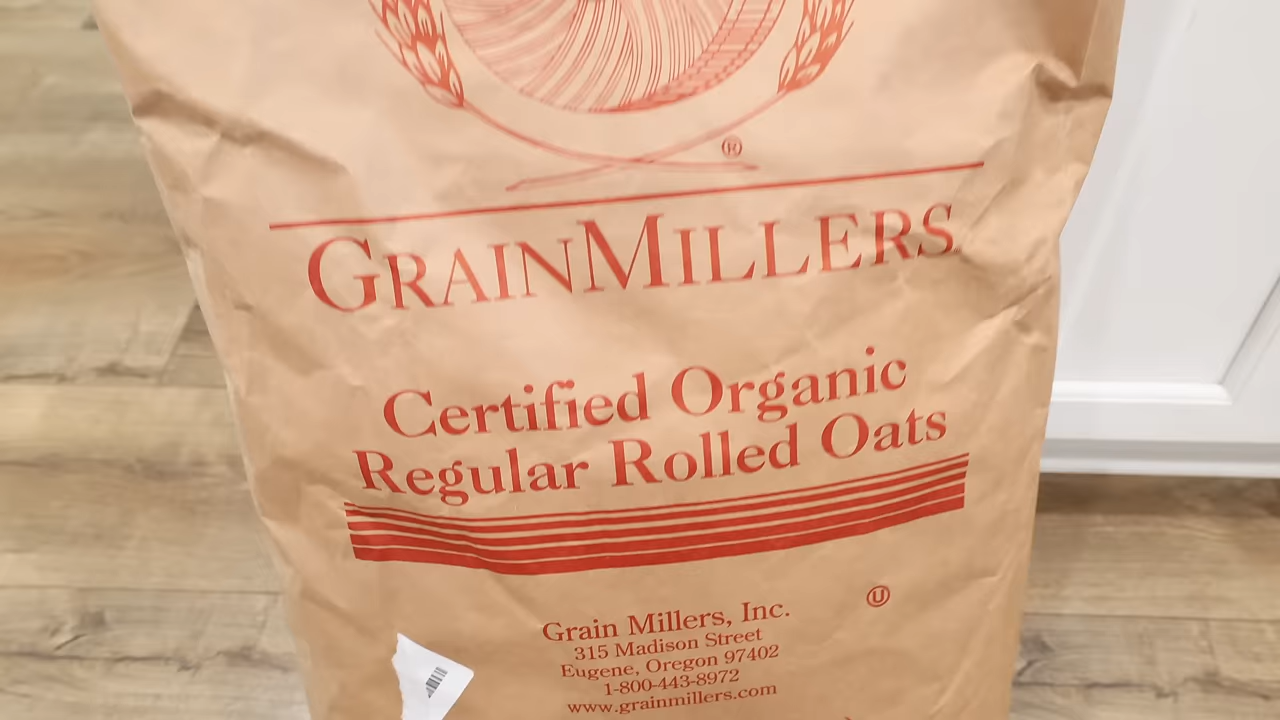 ®
GRAINMILLERS
Certified Organic
Regular Rolled Oats
Ⓤ
Grain Millers, Inc.
315 Madison Street
Eugene, Oregon 97402
1-800-443-8972
www.grainmillers.com